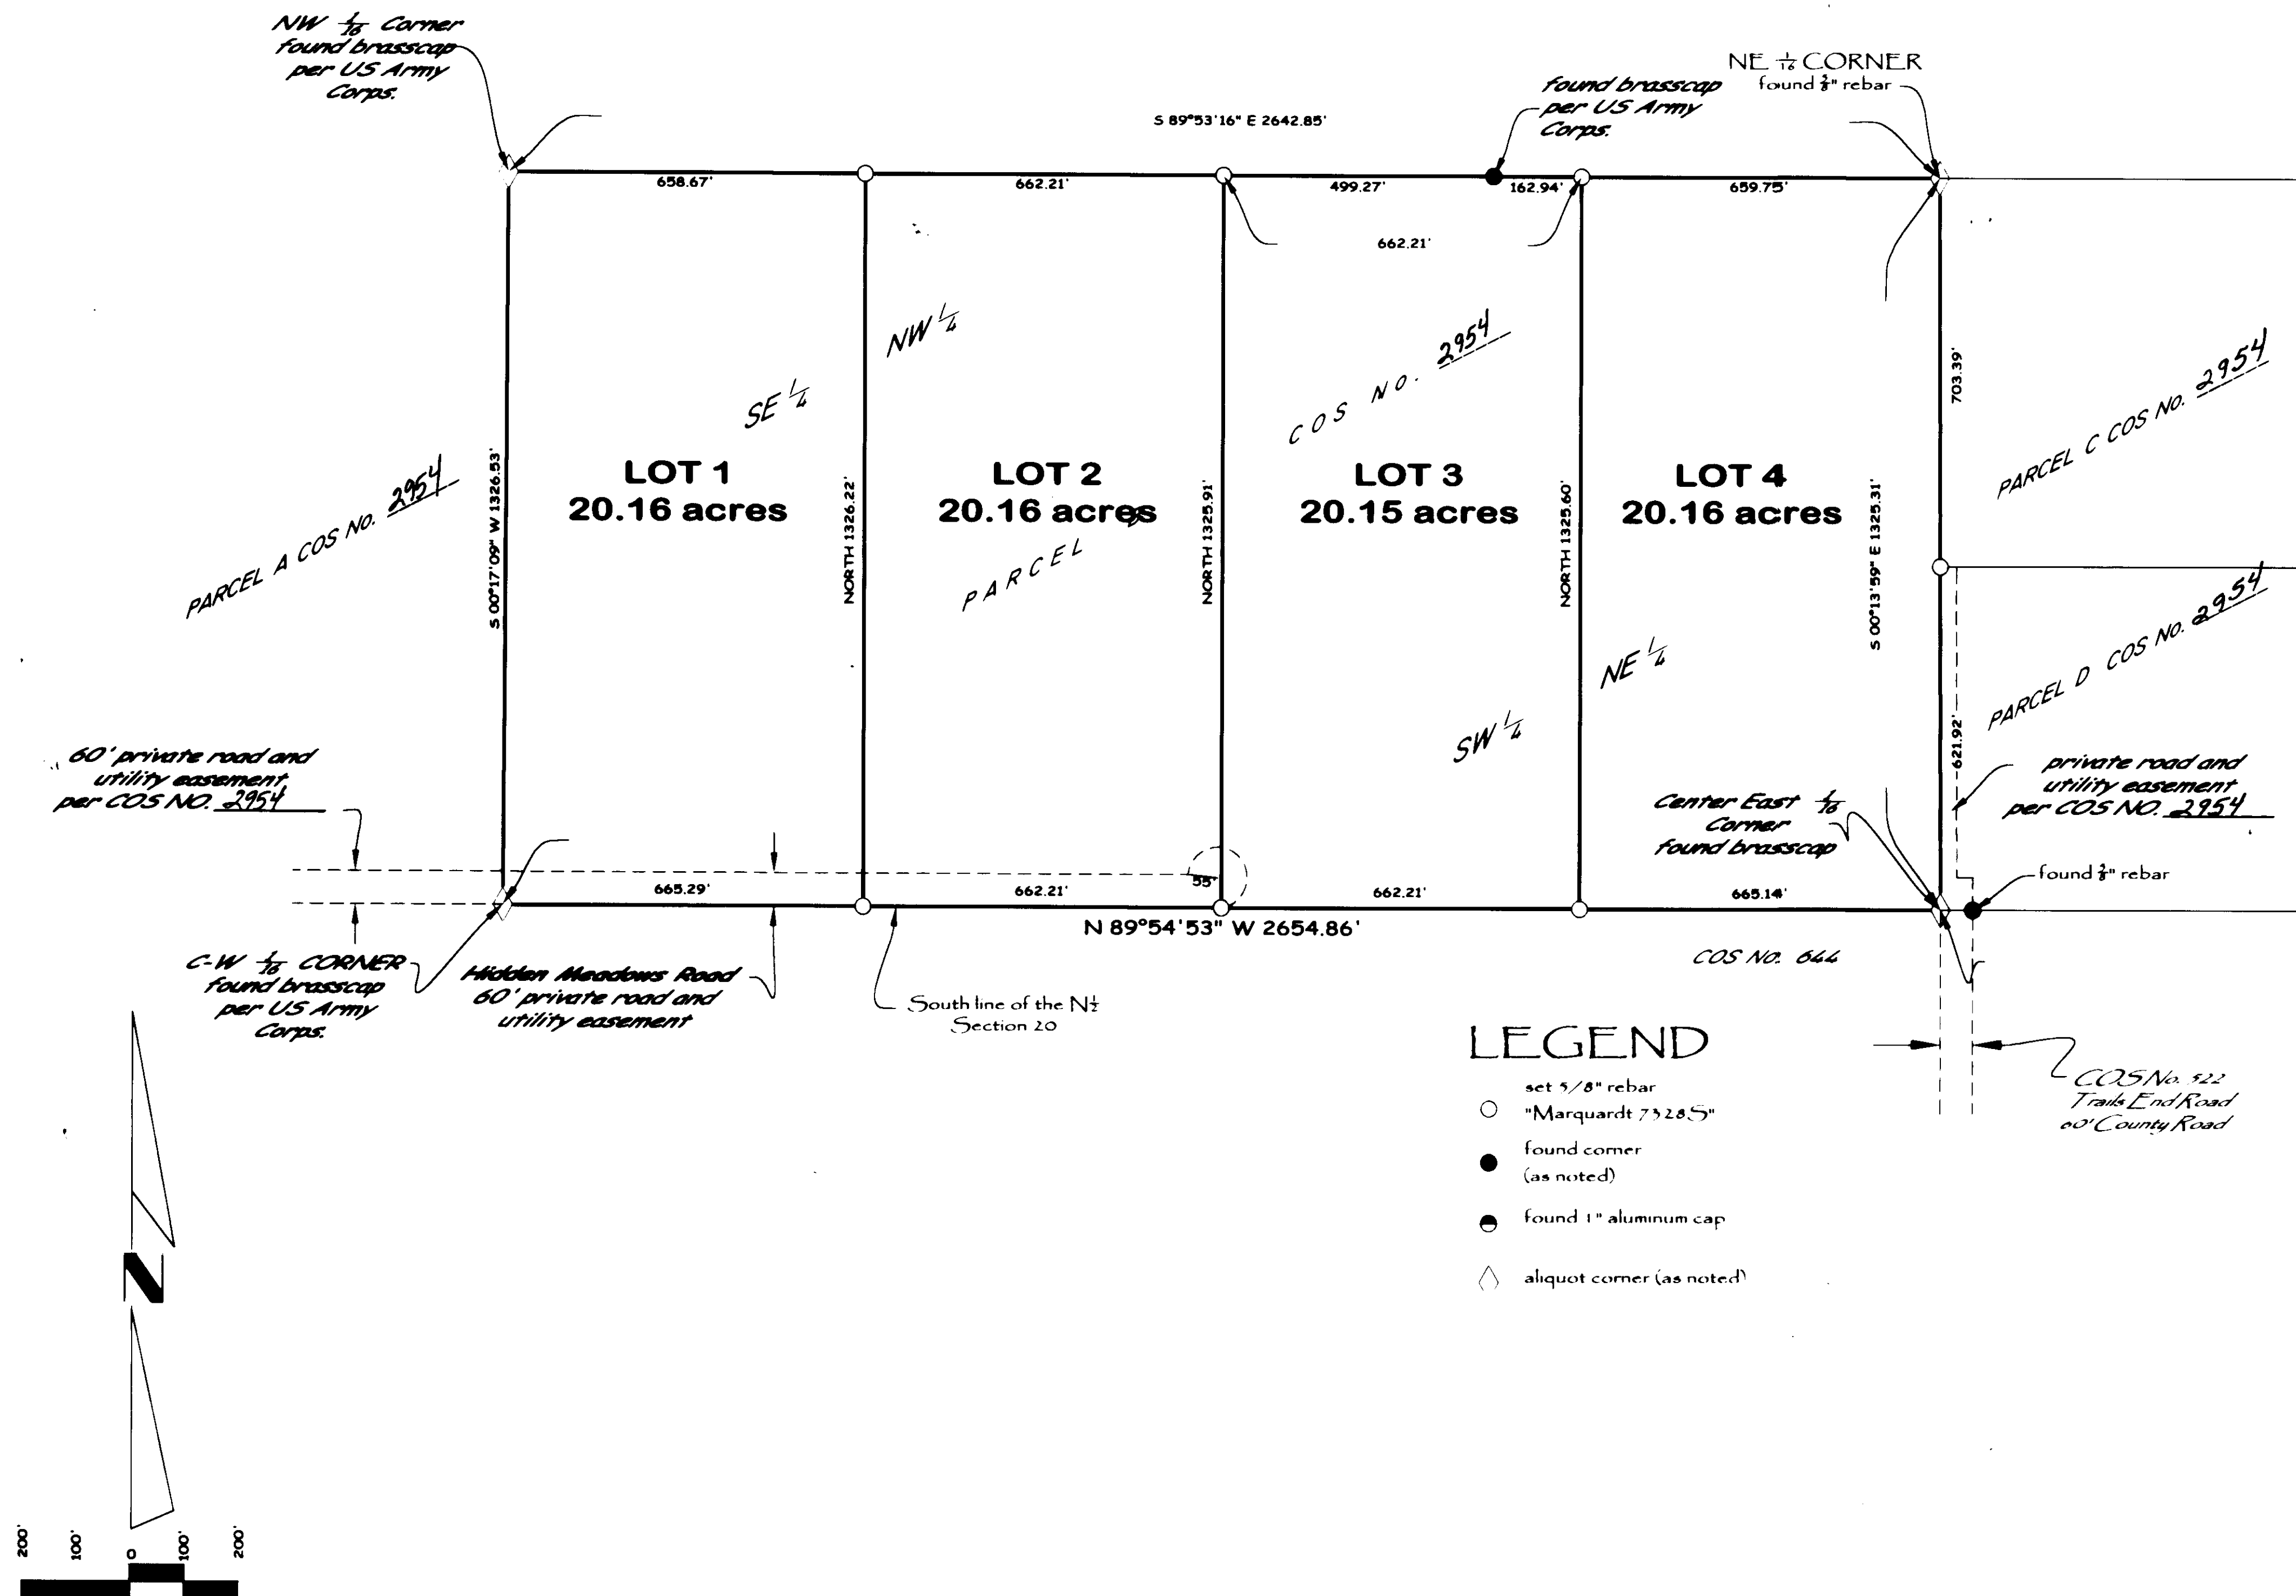 NW 1/16 Corner
found brasscap
per US Army
Corps.
NE 1/16 CORNER
found 5/8" rebar
found brasscap
per US Army
Corps.
S 89°53'16" E 2642.85'
658.67'
662.21'
499.27'
162.94'
659.75'
662.21'
NW 1/4
SE 1/4
COS NO. 2954
703.39'
PARCEL C COS NO. 2954
PARCEL A COS NO. 2954
S 00°17'09" W 1326.53'
LOT 1
20.16 acres
NORTH 1326.22'
LOT 2
20.16 acres
PARCEL
NORTH 1325.91'
LOT 3
20.15 acres
NORTH 1325.60'
LOT 4
20.16 acres
S 00°13'59" E 1325.31'
NE 1/4
SW 1/4
PARCEL D COS NO. 2954
621.92'
60' private road and
utility easement
per COS NO. 2954
private road and
utility easement
per COS NO. 2954
Center East 1/16
Corner
found brasscap
found 5/8" rebar
665.29'
662.21'
55'
662.21'
665.14'
N 89°54'53" W 2654.86'
COS NO. 644
C-W 1/16 CORNER
found brasscap
per US Army
Corps.
Hidden Meadows Road
60' private road and
utility easement
South line of the N1/2
Section 20
LEGEND
set 5/8" rebar
"Marquardt 7328S"
found corner
(as noted)
found 1" aluminum cap
aliquot corner (as noted)
COS No. 522
Trails End Road
60' County Road
N
200'
100'
0
100'
200'